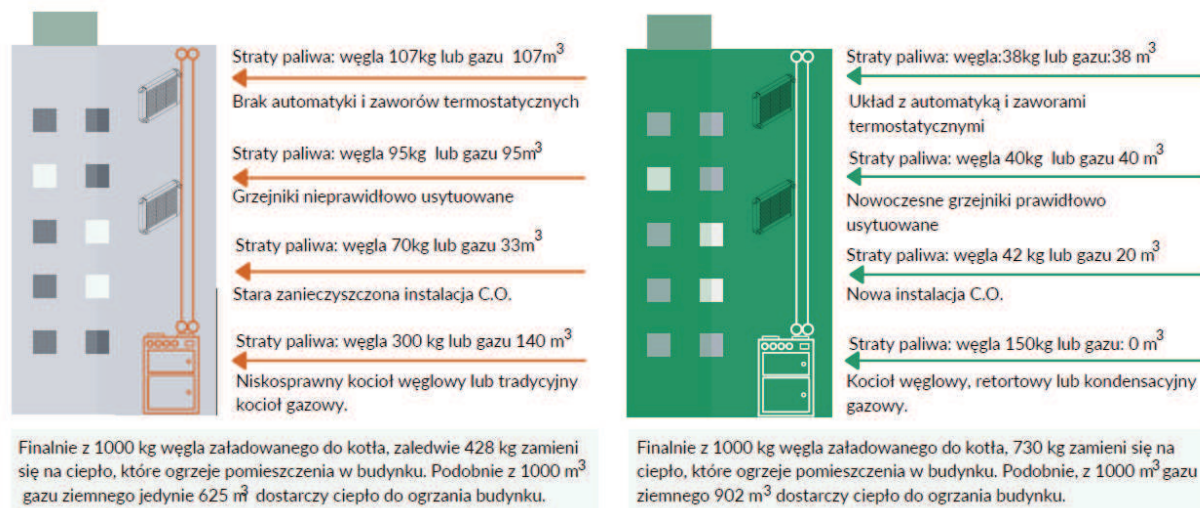 Straty paliwa: węgla 107kg lub gazu 107m³
Brak automatyki i zaworów termostatycznych
Straty paliwa: węgla 95kg lub gazu 95m³
Grzejniki nieprawidłowo usytuowane
Straty paliwa: węgla 70kg lub gazu 33m³
Stara zanieczyszczona instalacja C.O.
Straty paliwa: węgla 300 kg lub gazu 140 m³
Niskosprawny kocioł węglowy lub tradycyjny
kocioł gazowy.
Finalnie z 1000 kg węgla załadowanego do kotła, zaledwie 428 kg zamieni
się na ciepło, które ogrzeje pomieszczenia w budynku. Podobnie z 1000 m³
gazu ziemnego jedynie 625 m³ dostarczy ciepło do ogrzania budynku.
Straty paliwa: węgla:38kg lub gazu:38 m³
Układ z automatyką i zaworami
termostatycznymi
Straty paliwa: węgla 40kg lub gazu 40 m³
Nowoczesne grzejniki prawidłowo
usytuowane
Straty paliwa: węgla 42 kg lub gazu 20 m³
Nowa instalacja C.O.
Straty paliwa: węgla 150kg lub gazu: 0 m³
Kocioł węglowy, retortowy lub kondensacyjny
gazowy.
Finalnie z 1000 kg węgla załadowanego do kotła, 730 kg zamieni się na
ciepło, które ogrzeje pomieszczenia w budynku. Podobnie, z 1000 m³ gazu
ziemnego 902 m³ dostarczy ciepło do ogrzania budynku.